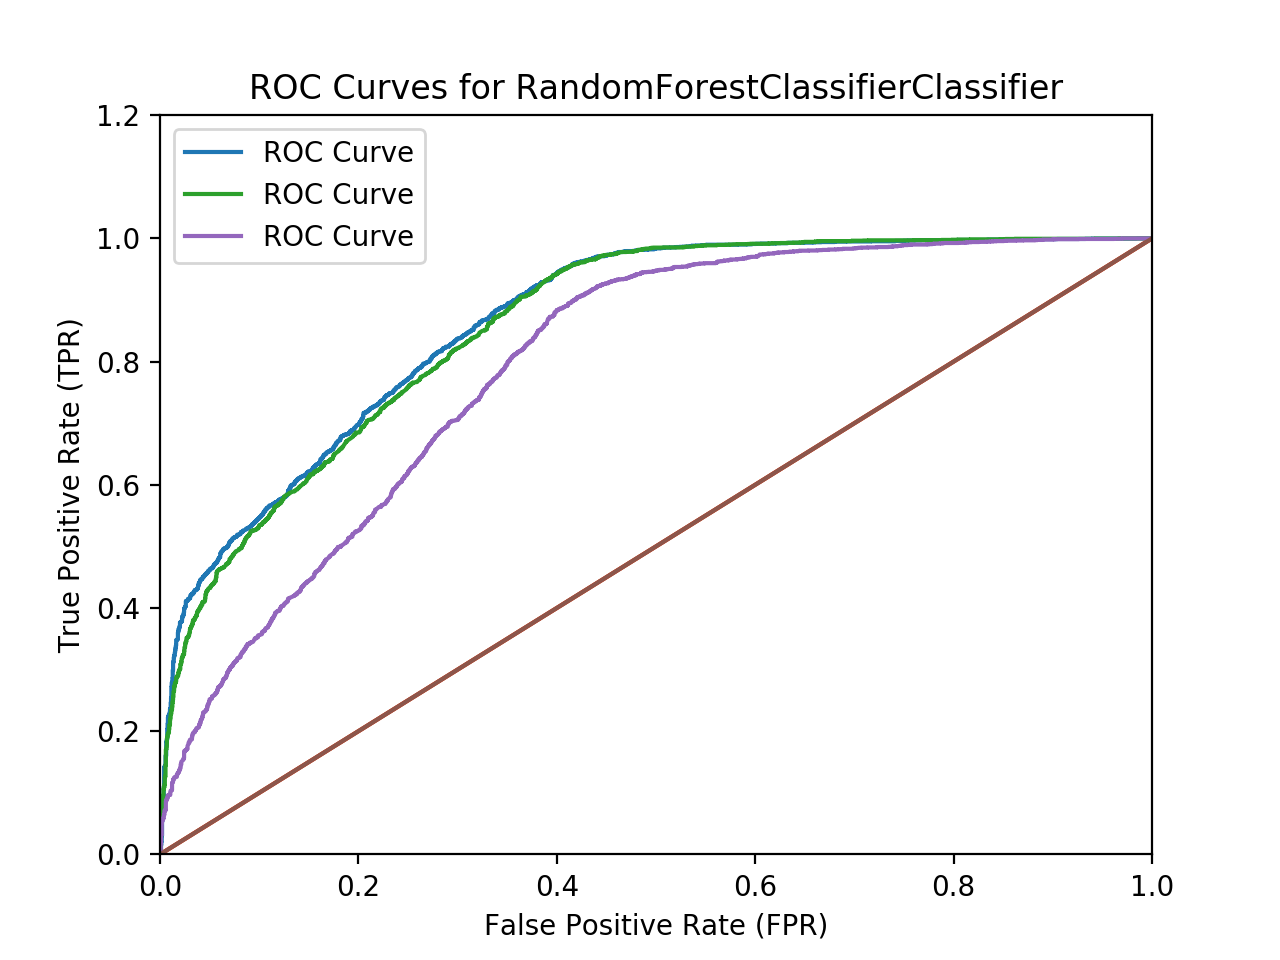 ROC Curves for RandomForestClassifierClassifier
1.2
1.0
0.8
0.6
0.4
0.2
0.0
True Positive Rate (TPR)
ROC Curve
ROC Curve
ROC Curve
0.0 0.2 0.4 0.6 0.8 1.0
False Positive Rate (FPR)